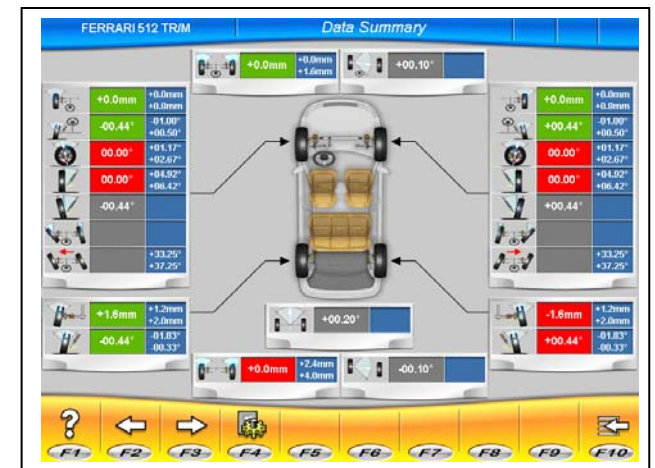 FERRARI 512 TR/M
Data Summary
+0.0mm
+0.0mm
+1.6mm
+00.10°
+0.0mm
+0.0mm
+0.0mm
-00.44°
-01.00°
+00.50°
00.00°
+01.17°
+02.67°
00.00°
+04.92°
+06.42°
-00.44°
+33.25°
+37.25°
+0.0mm
+0.0mm
+0.0mm
+00.44°
-01.00°
+00.50°
00.00°
+01.17°
+02.67°
00.00°
+04.92°
+06.42°
+00.44°
+33.25°
+37.25°
+1.6mm
+1.2mm
+2.0mm
-00.44°
-01.83°
-00.33°
+00.20°
-1.6mm
+1.2mm
+2.0mm
+00.44°
-01.83°
-00.33°
+0.0mm
+2.4mm
+4.0mm
-00.10°
?
F1 F2 F3 F4 F5 F6 F7 F8 F9 F10